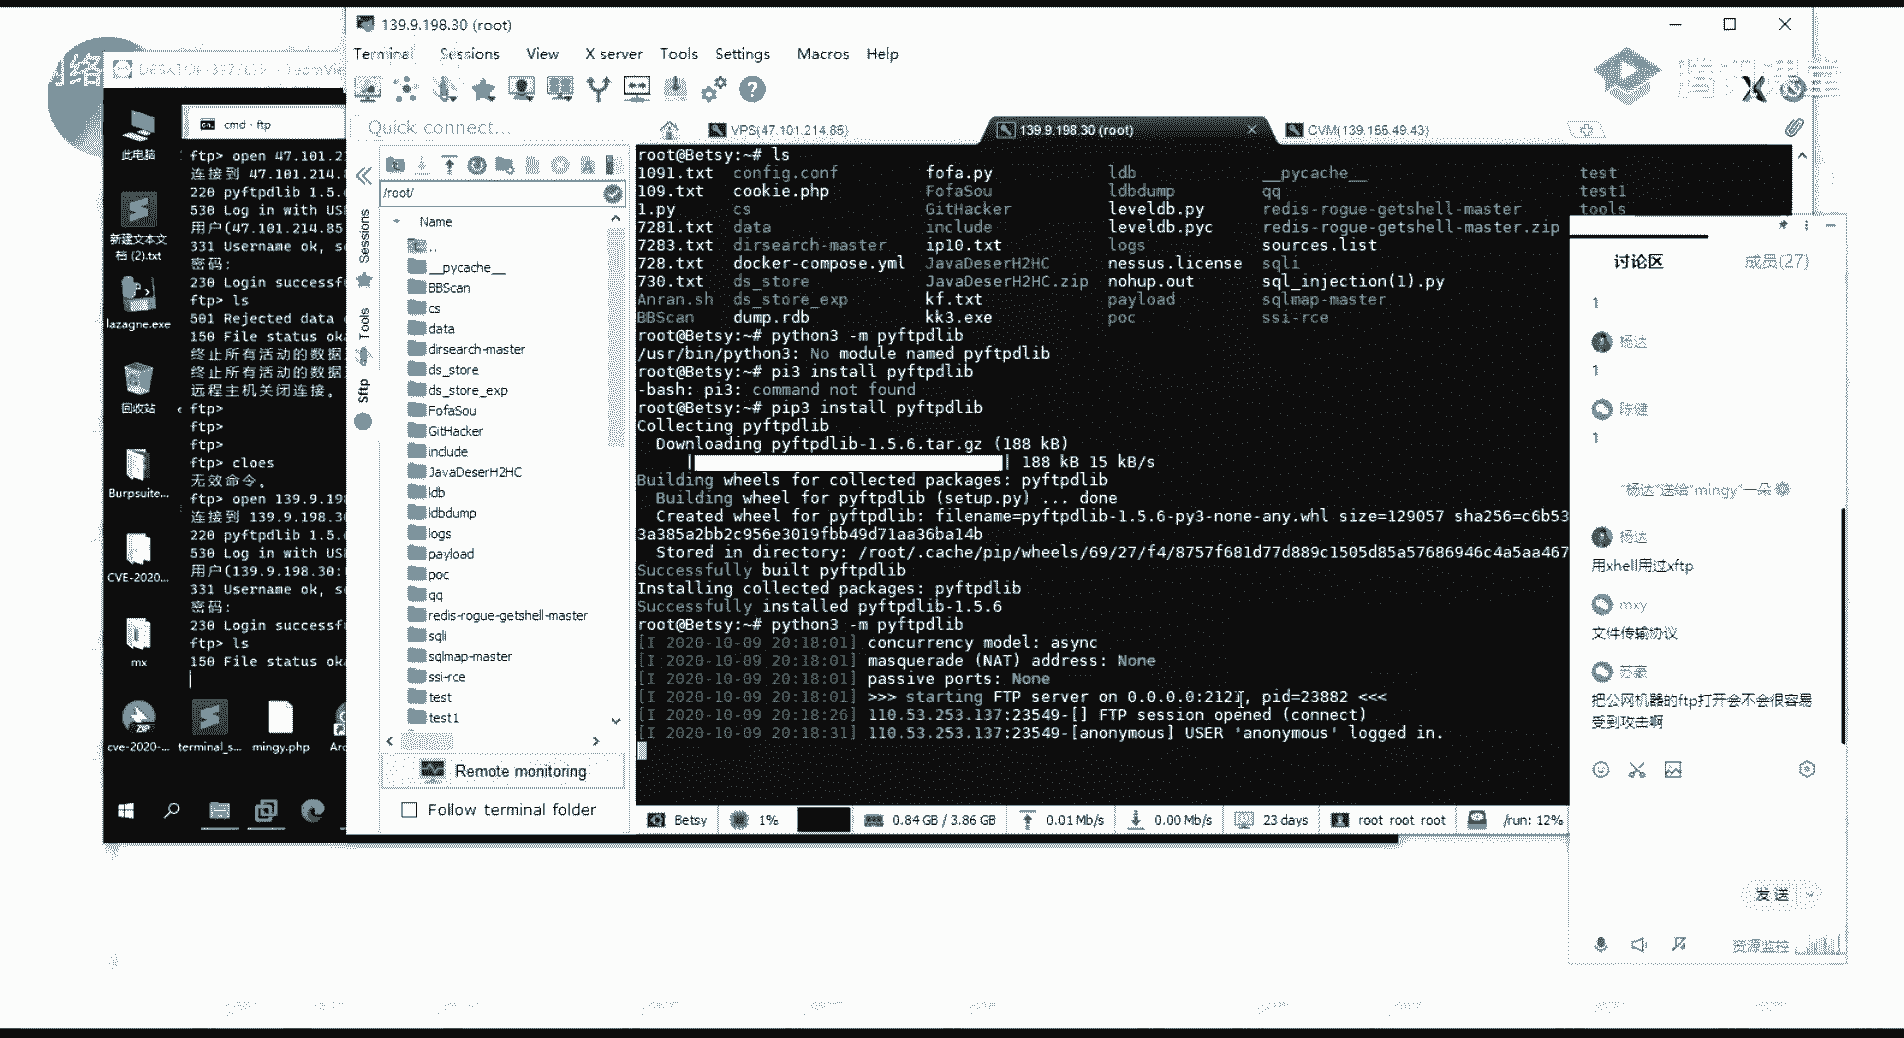 139.9.198.30 (root)
Terminal Sessions View X server Tools Settings Macros Help
Quick connect...
VPS(47.101.214.85)
139.9.198.30 (root)
CVM(139.155.49.43)
cmd - ftp
此电脑
新建文本文档 (2).txt
lazagne.exe
回收站
Burpsuite...
CVE-2020...
mx
cve-2020-...
terminal_s...
mingy.php
ftp> open 47.101.2
连接到 47.101.214.
220 pyftpdlib 1.5.
530 Log in with US
用户(47.101.214.85
331 Username ok, s
密码:
230 Login successf
ftp> ls
501 Rejected data
150 File status ok
终止所有活动的数据
终止所有活动的数据
远程主机关闭连接。
ftp>
ftp>
ftp>
ftp> cloes
无效命令。
ftp> open 139.9.19
连接到 139.9.198.3
220 pyftpdlib 1.5.
530 Log in with US
用户(139.9.198.30:
331 Username ok, s
密码:
230 Login successf
ftp> ls
150 File status ok
Sessions
Tools
Sftp
/root/
Name
..
__pycache__
BBScan
cs
data
dirsearch-master
ds_store
ds_store_exp
FofaSou
GitHacker
include
JavaDeserH2HC
ldb
ldbdump
logs
payload
poc
qq
redis-rogue-getshell-master
sqli
sqlmap-master
ssi-rce
test
test1
Remote monitoring
Follow terminal folder
root@Betsy:~# ls
1091.txt config.conf fofa.py ldb __pycache__ test
109.txt cookie.php FofaSou ldbdump qq test1
1.py cs GitHacker leveldb.py redis-rogue-getshell-master tools
7281.txt data include leveldb.pyc redis-rogue-getshell-master.zip
7283.txt dirsearch-master ip10.txt logs sources.list
728.txt docker-compose.yml JavaDeserH2HC nessus.license sqli
730.txt ds_store JavaDeserH2HC.zip nohup.out sql_injection(1).py
Anran.sh ds_store_exp kf.txt payload sqlmap-master
BBScan dump.rdb kk3.exe poc ssi-rce
root@Betsy:~# python3 -m pyftpdlib
/usr/bin/python3: No module named pyftpdlib
root@Betsy:~# pi3 install pyftpdlib
-bash: pi3: command not found
root@Betsy:~# pip3 install pyftpdlib
Collecting pyftpdlib
Downloading pyftpdlib-1.5.6.tar.gz (188 kB)
| 188 kB 15 kB/s
Building wheels for collected packages: pyftpdlib
Building wheel for pyftpdlib (setup.py) ... done
Created wheel for pyftpdlib: filename=pyftpdlib-1.5.6-py3-none-any.whl size=129057 sha256=c6b53
3a385a2bb2c956e3019fbb49d71aa36ba14b
Stored in directory: /root/.cache/pip/wheels/69/27/f4/8757f681d77d889c1505d85a57686946c4a5aa467
Successfully built pyftpdlib
Installing collected packages: pyftpdlib
Successfully installed pyftpdlib-1.5.6
root@Betsy:~# python3 -m pyftpdlib
[I 2020-10-09 20:18:01] concurrency model: async
[I 2020-10-09 20:18:01] masquerade (NAT) address: None
[I 2020-10-09 20:18:01] passive ports: None
[I 2020-10-09 20:18:01] >>> starting FTP server on 0.0.0.0:2121, pid=23882 <<<
[I 2020-10-09 20:18:26] 110.53.253.137:23549-[] FTP session opened (connect)
[I 2020-10-09 20:18:31] 110.53.253.137:23549-[anonymous] USER 'anonymous' logged in.
Betsy 1% 0.84 GB / 3.86 GB 0.01 Mb/s 0.00 Mb/s 23 days root root root /run: 12%
腾讯课堂
讨论区 成员(27)
1
杨达
1
陈健
1
"杨达"送给"mingy"一朵
杨达
用xhell用过xftp
mxy
文件传输协议
苏豪
把公网机器的ftp打开会不会很容易
受到攻击啊
发送
资源监控